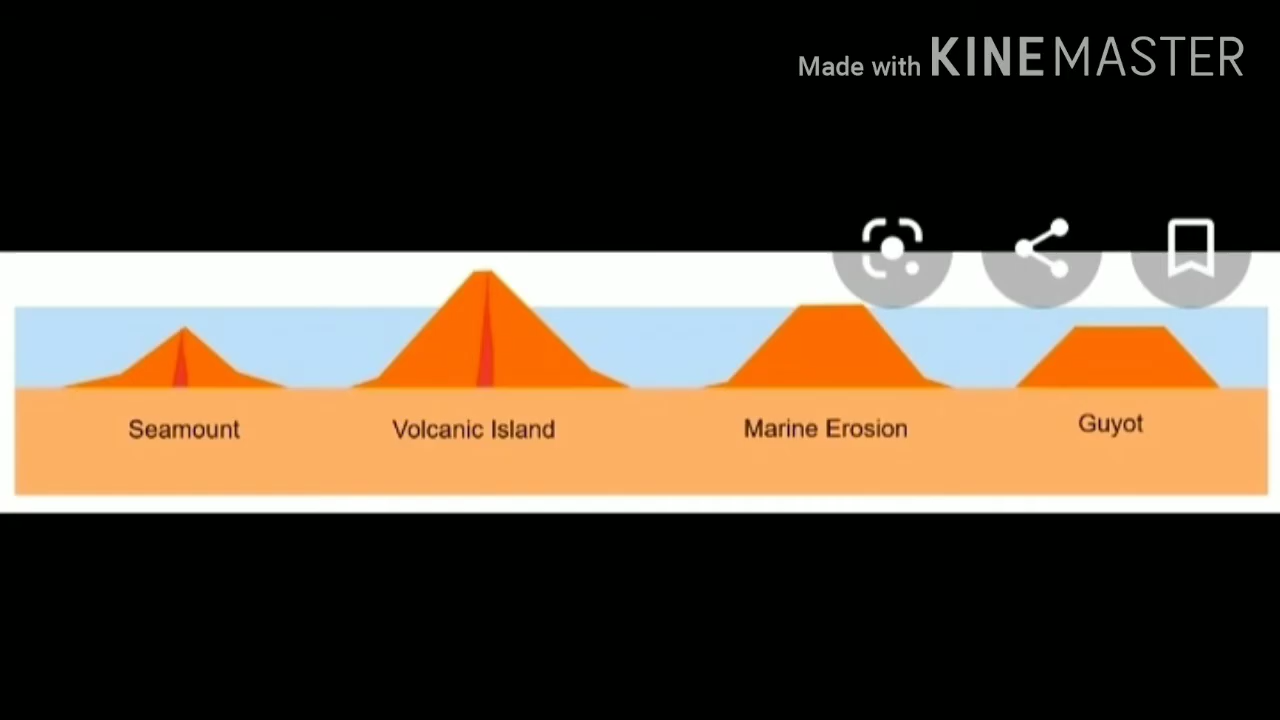 Made with KINEMASTER
Seamount
Volcanic Island
Marine Erosion
Guyot